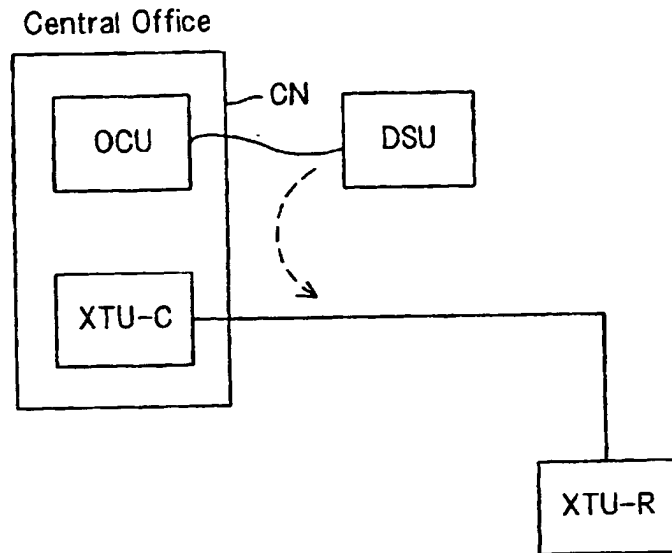 Central Office
CN
OCU
DSU
XTU-C
XTU-R